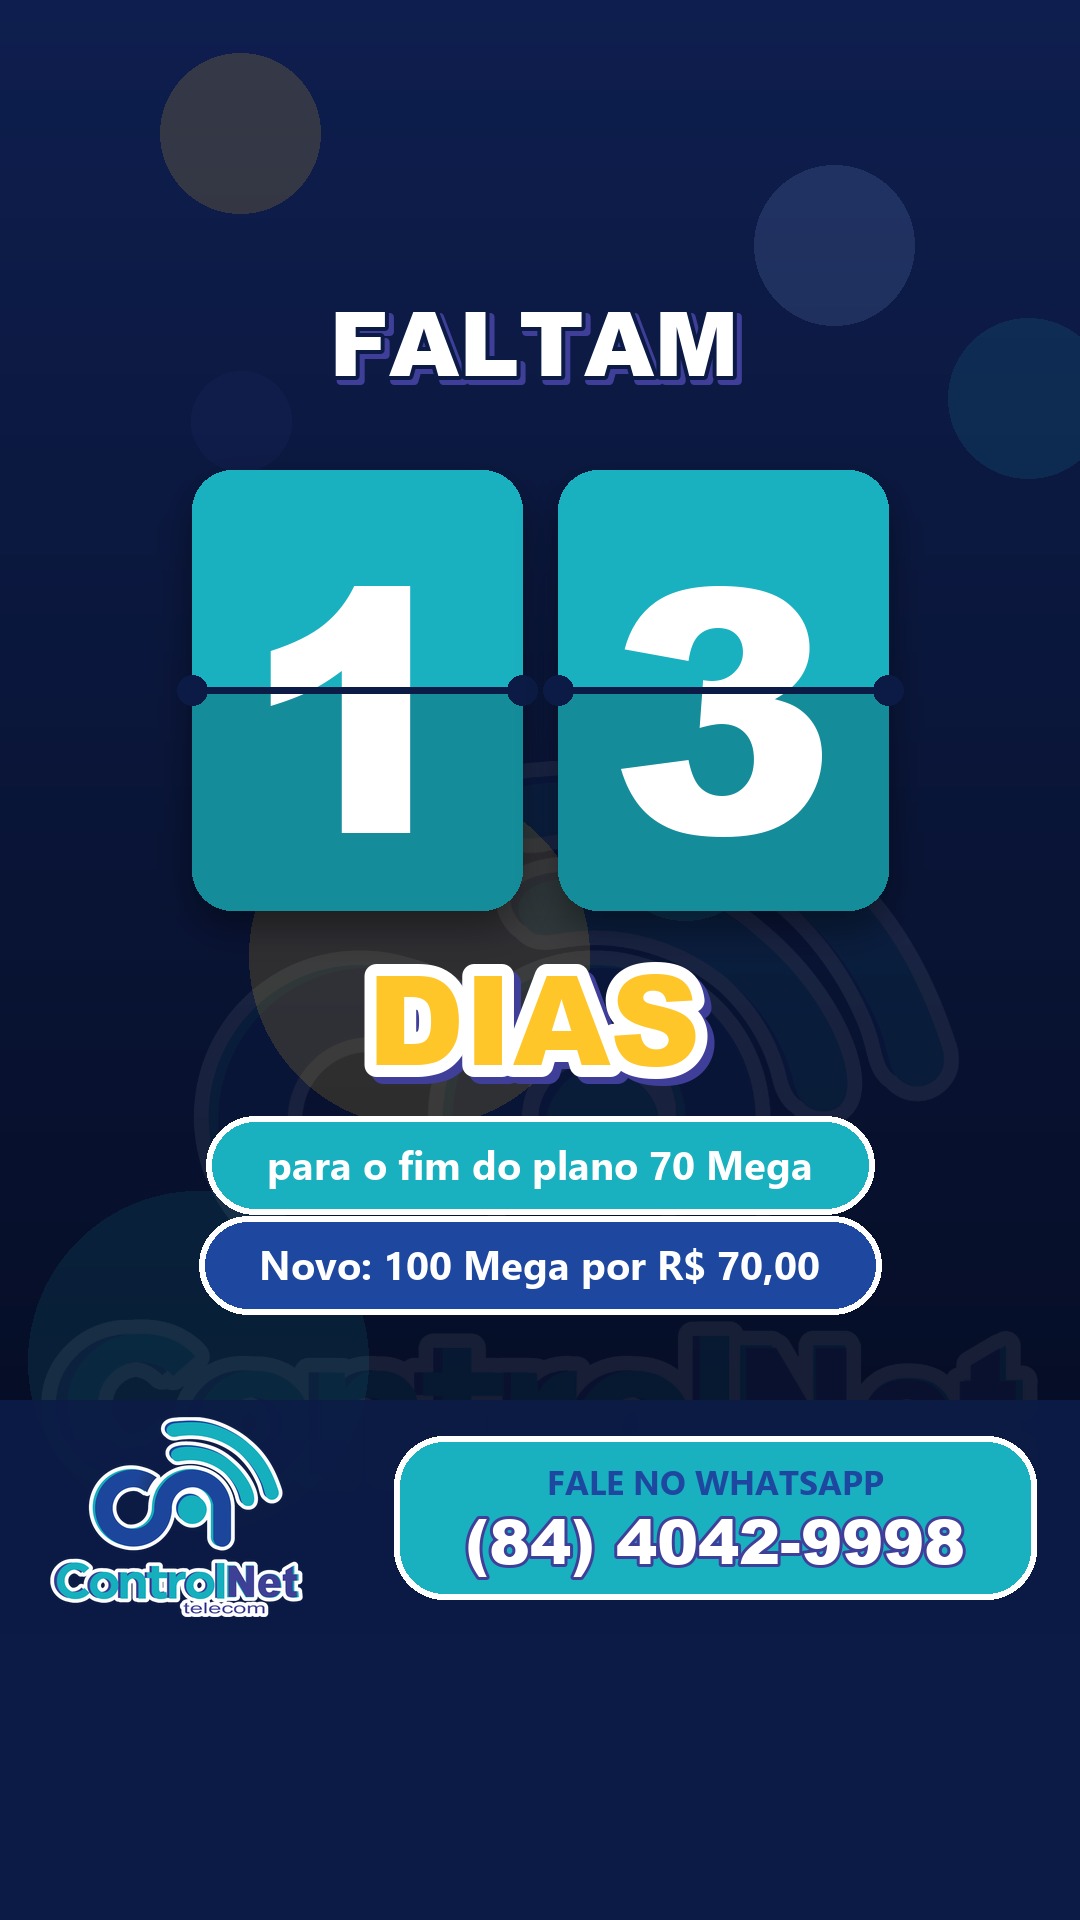 FALTAM
13
DIAS
para o fim do plano 70 Mega
Novo: 100 Mega por R$ 70,00
ControlNet
FALE NO WHATSAPP
(84) 4042-9998
ControlNet
telecom